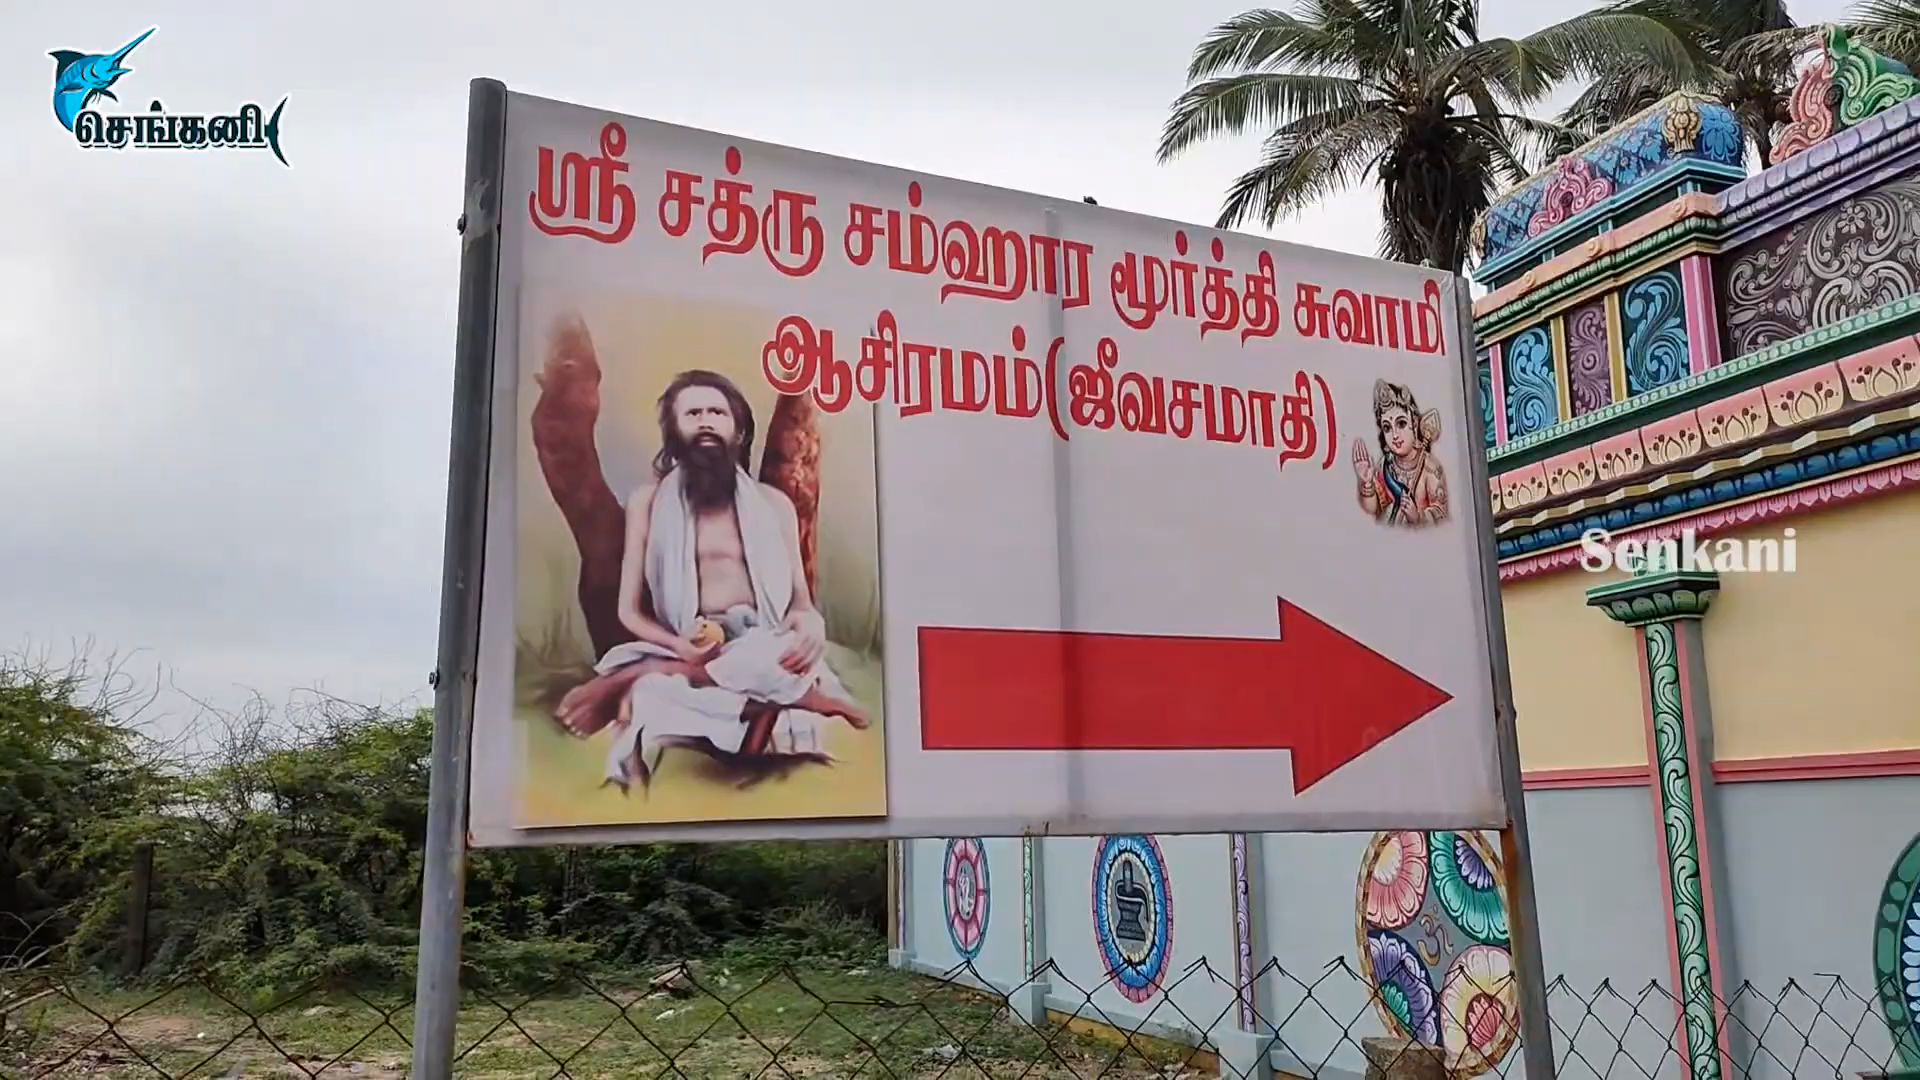 செங்கனி
ஸ்ரீ சத்ரு சம்ஹார மூர்த்தி சுவாமி
ஆசிரமம்(ஜீவசமாதி)
Senkani